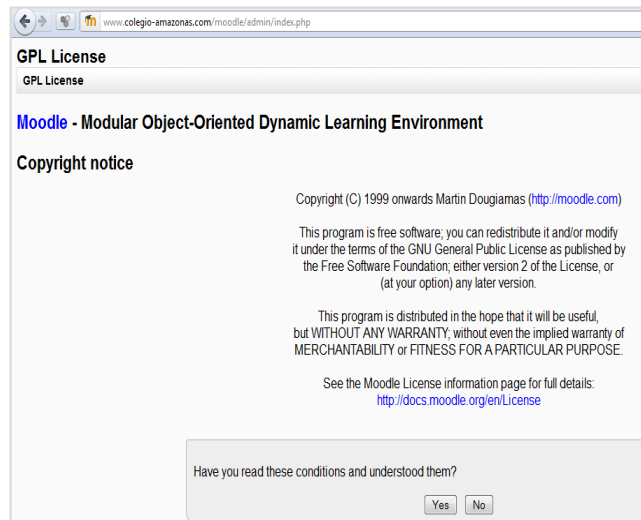 www.colegio-amazonas.com/moodle/admin/index.php
GPL License
GPL License
Moodle - Modular Object-Oriented Dynamic Learning Environment
Copyright notice
Copyright (C) 1999 onwards Martin Dougiamas (http://moodle.com)
This program is free software; you can redistribute it and/or modify
it under the terms of the GNU General Public License as published by
the Free Software Foundation; either version 2 of the License, or
(at your option) any later version.
This program is distributed in the hope that it will be useful,
but WITHOUT ANY WARRANTY; without even the implied warranty of
MERCHANTABILITY or FITNESS FOR A PARTICULAR PURPOSE.
See the Moodle License information page for full details:
http://docs.moodle.org/en/License
Have you read these conditions and understood them?
Yes No